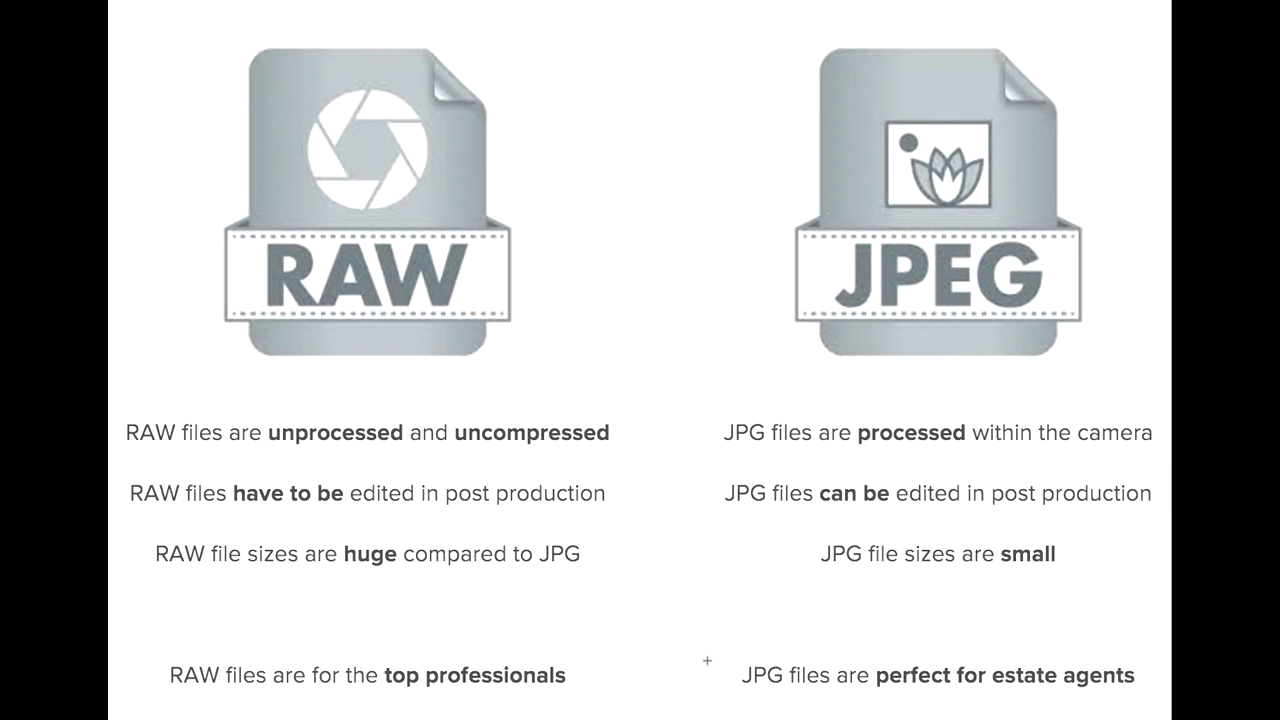 RAW
RAW files are unprocessed and uncompressed
RAW files have to be edited in post production
RAW file sizes are huge compared to JPG
RAW files are for the top professionals
JPEG
JPG files are processed within the camera
JPG files can be edited in post production
JPG file sizes are small
JPG files are perfect for estate agents